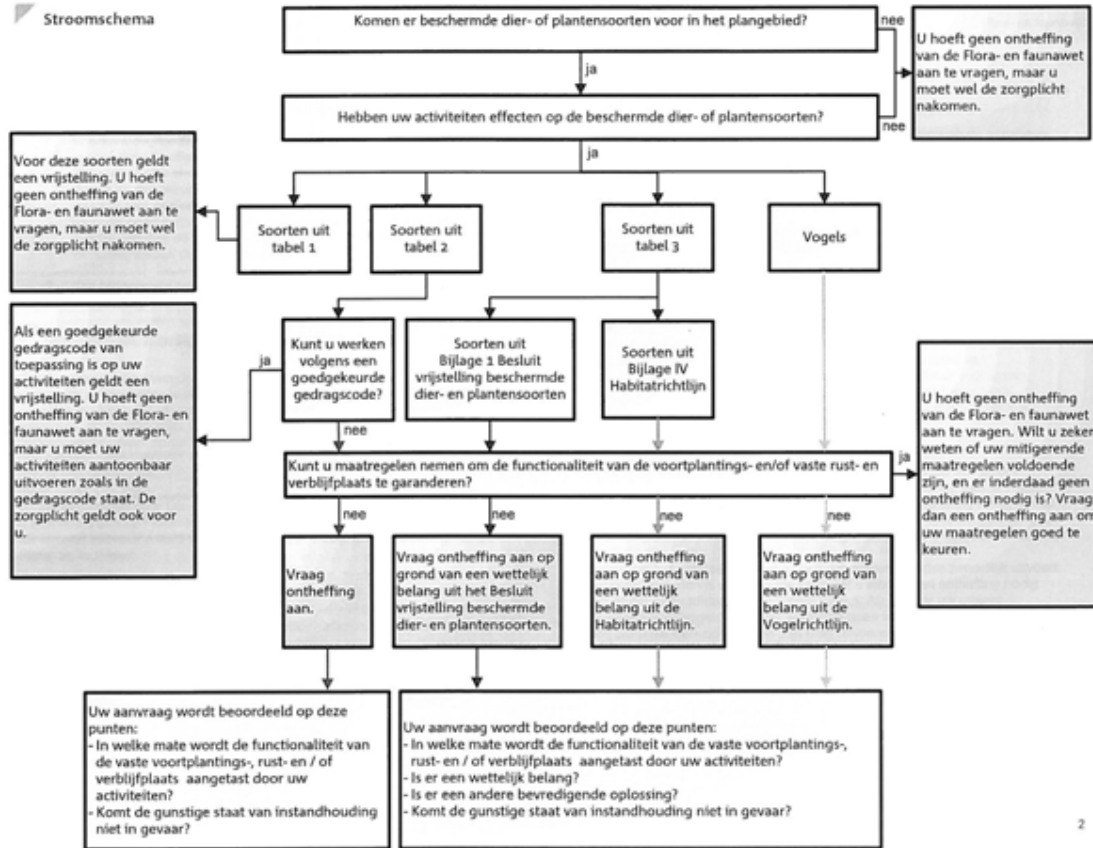 Stroomschema
Komen er beschermde dier- of plantensoorten voor in het plangebied?
nee
U hoeft geen ontheffing
van de Flora- en faunawet
aan te vragen, maar u
moet wel de zorgplicht
nakomen.
ja
Hebben uw activiteiten effecten op de beschermde dier- of plantensoorten?
nee
ja
Voor deze soorten geldt
een vrijstelling. U hoeft
geen ontheffing van de
Flora- en faunawet aan te
vragen, maar u moet wel
de zorgplicht nakomen.
Soorten uit
tabel 1
Soorten uit
tabel 2
Soorten uit
tabel 3
Vogels
Als een goedgekeurde
gedragscode van
toepassing is op uw
activiteiten geldt een
vrijstelling. U hoeft geen
ontheffing van de Flora- en
faunawet aan te vragen,
maar u moet uw
activiteiten aantoonbaar
uitvoeren zoals in de
gedragscode staat. De
zorgplicht geldt ook voor
u.
ja
Kunt u werken
volgens een
goedgekeurde
gedragscode?
Soorten uit
Bijlage 1 Besluit
vrijstelling beschermde
dier- en plantensoorten
Soorten uit
Bijlage IV
Habitatrichtlijn
nee
Kunt u maatregelen nemen om de functionaliteit van de voortplantings- en/of vaste rust- en
verblijfplaats te garanderen?
ja
U hoeft geen ontheffing
van de Flora- en faunawet
aan te vragen. Wilt u zeker
weten of uw mitigerende
maatregelen voldoende
zijn, en er inderdaad geen
ontheffing nodig is? Vraag
dan een ontheffing aan om
uw maatregelen goed te
keuren.
nee
nee
nee
nee
Vraag
ontheffing
aan.
Vraag ontheffing aan op
grond van een wettelijk
belang uit het Besluit
vrijstelling beschermde
dier- en plantensoorten.
Vraag ontheffing
aan op grond van
een wettelijk
belang uit de
Habitatrichtlijn.
Vraag ontheffing
aan op grond van
een wettelijk
belang uit de
Vogelrichtlijn.
Uw aanvraag wordt beoordeeld op deze
punten:
- In welke mate wordt de functionaliteit van
de vaste voortplantings-, rust- en / of
verblijfplaats aangetast door uw
activiteiten?
- Komt de gunstige staat van instandhouding
niet in gevaar?
Uw aanvraag wordt beoordeeld op deze punten:
- In welke mate wordt de functionaliteit van de vaste voortplantings-,
rust- en / of verblijfplaats aangetast door uw activiteiten?
- Is er een wettelijk belang?
- Is er een andere bevredigende oplossing?
- Komt de gunstige staat van instandhouding niet in gevaar?
2